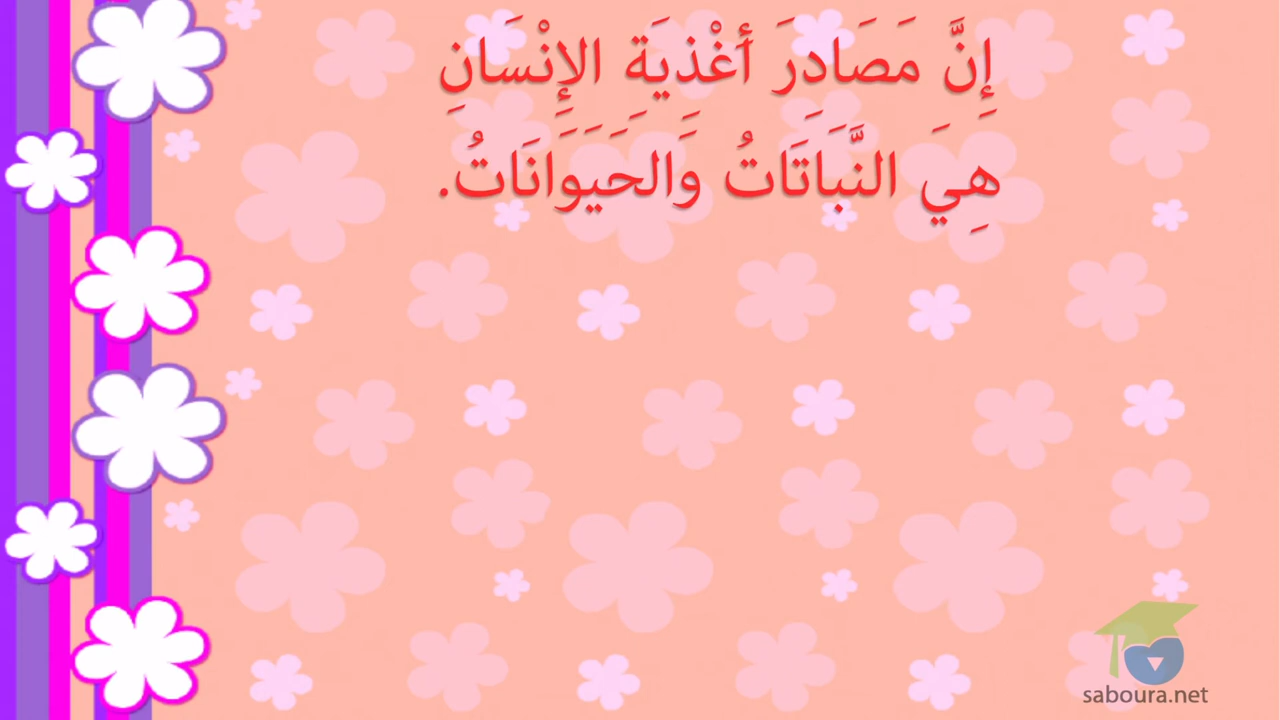 إِنَّ مَصَادِرَ أَغْذِيَةِ الإِنْسَانِ
هِيَ النَّبَاتَاتُ وَالحَيَوَانَاتُ.
saboura.net